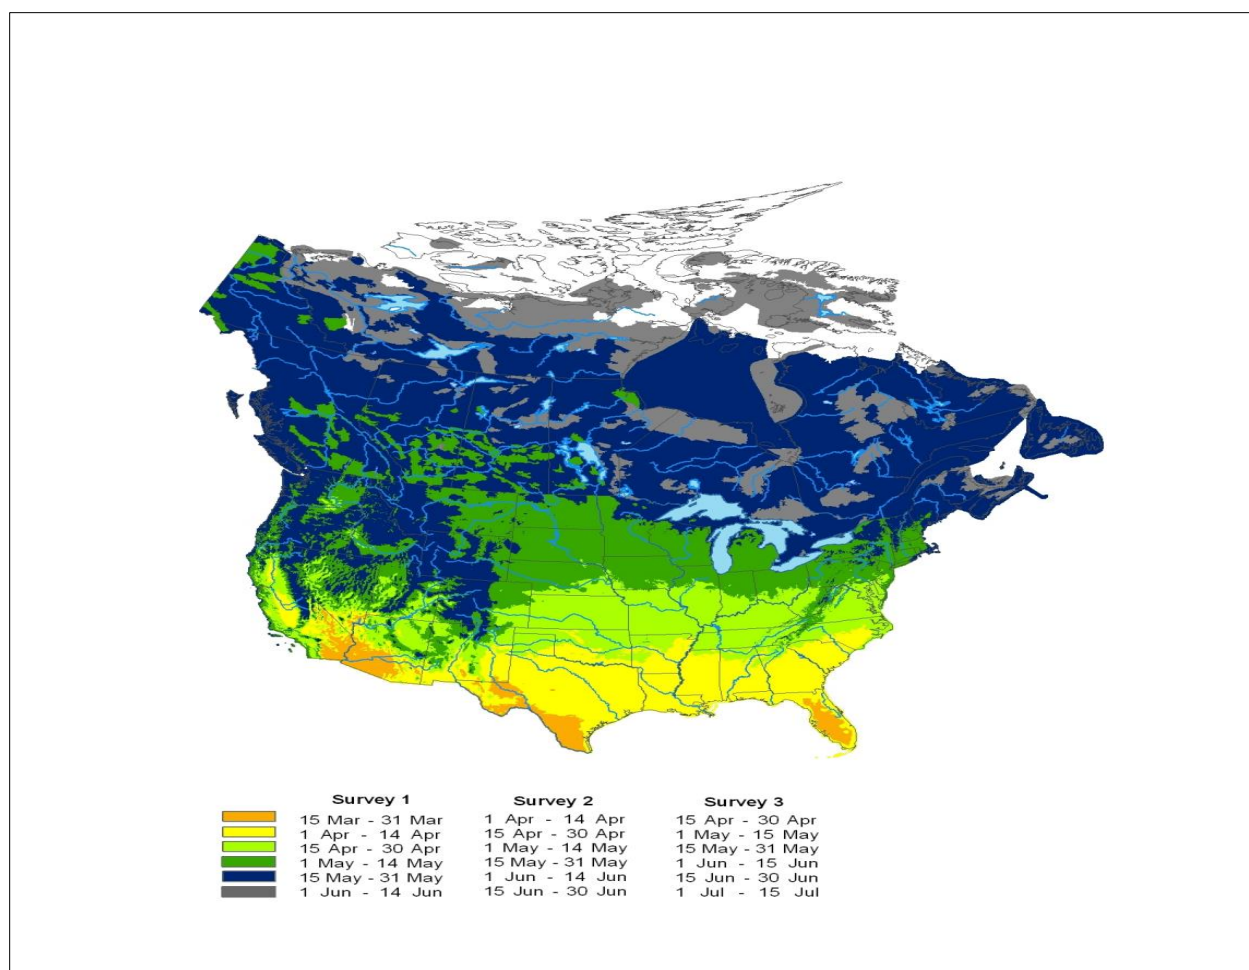 Survey 1 Survey 2 Survey 3
15 Mar - 31 Mar 1 Apr - 14 Apr 15 Apr - 30 Apr
1 Apr - 14 Apr 15 Apr - 30 Apr 1 May - 15 May
15 Apr - 30 Apr 1 May - 14 May 15 May - 31 May
1 May - 14 May 15 May - 31 May 1 Jun - 15 Jun
15 May - 31 May 1 Jun - 14 Jun 15 Jun - 30 Jun
1 Jun - 14 Jun 15 Jun - 30 Jun 1 Jul - 15 Jul